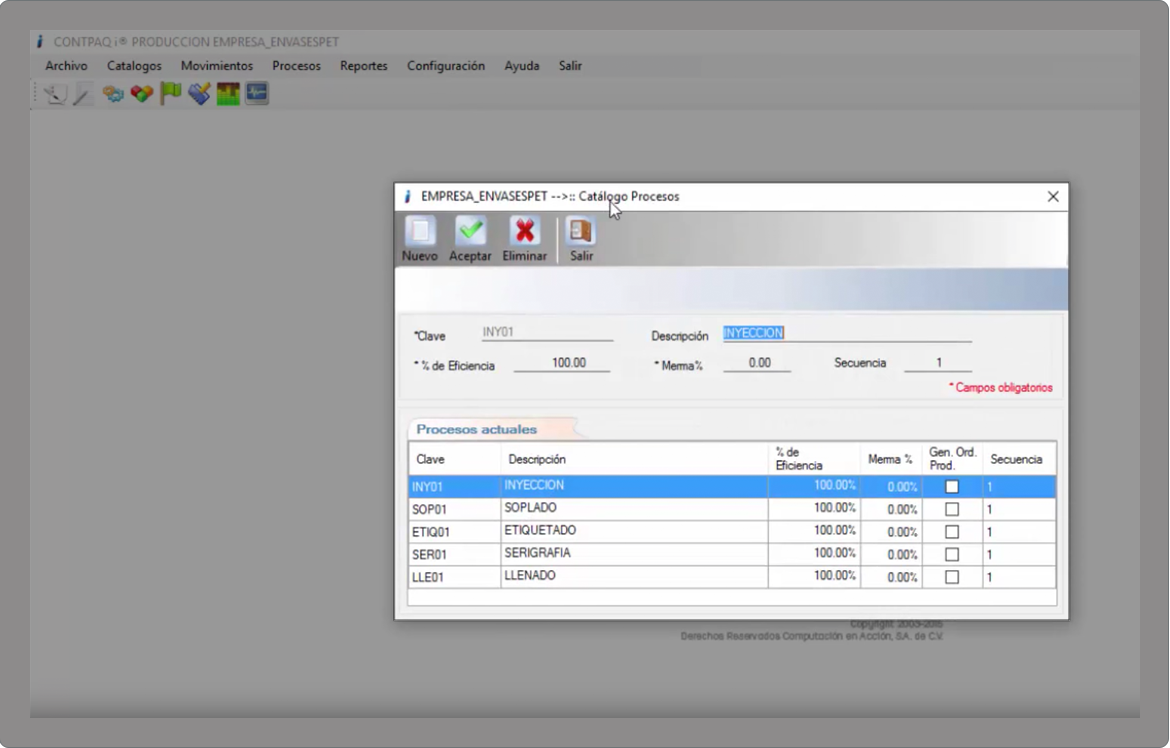 CONTPAQ i® PRODUCCION EMPRESA_ENVASESPET
Archivo Catalogos Movimientos Procesos Reportes Configuración Ayuda Salir
EMPRESA_ENVASESPET -->:: Catálogo Procesos
Nuevo Aceptar Eliminar Salir
*Clave INY01 Descripción INYECCION
* % de Eficiencia 100.00 * Merma% 0.00 Secuencia 1
* Campos obligatorios
Procesos actuales
Clave Descripción % de Eficiencia Merma % Gen. Ord. Prod. Secuencia
INY01 INYECCION 100.00% 0.00% 1
SOP01 SOPLADO 100.00% 0.00% 1
ETIQ01 ETIQUETADO 100.00% 0.00% 1
SER01 SERIGRAFIA 100.00% 0.00% 1
LLE01 LLENADO 100.00% 0.00% 1
Copyright 2003-2015
Derechos Reservados Computación en Acción, S.A. de C.V.